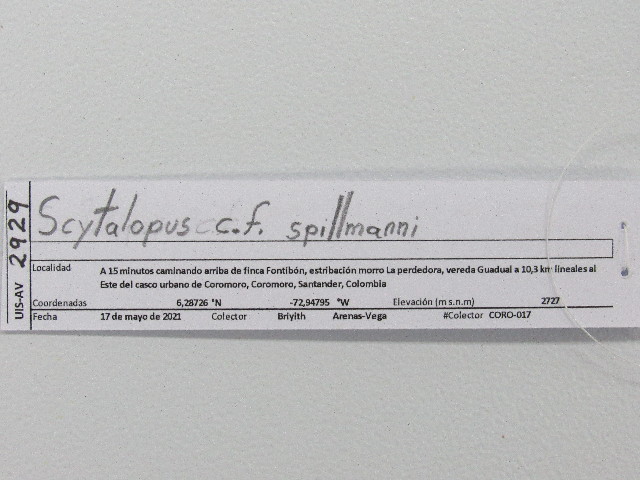 UIS-AV 2929
Scytalopus c.f. spillmanni
Localidad A 15 minutos caminando arriba de finca Fontibón, estribación morro La perdedora, vereda Guadual a 10,3 km lineales al
Este del casco urbano de Coromoro, Coromoro, Santander, Colombia
Coordenadas 6,28726 °N -72,94795 °W Elevación (m s.n.m) 2727
Fecha 17 de mayo de 2021 Colector Briyith Arenas-Vega #Colector CORO-017